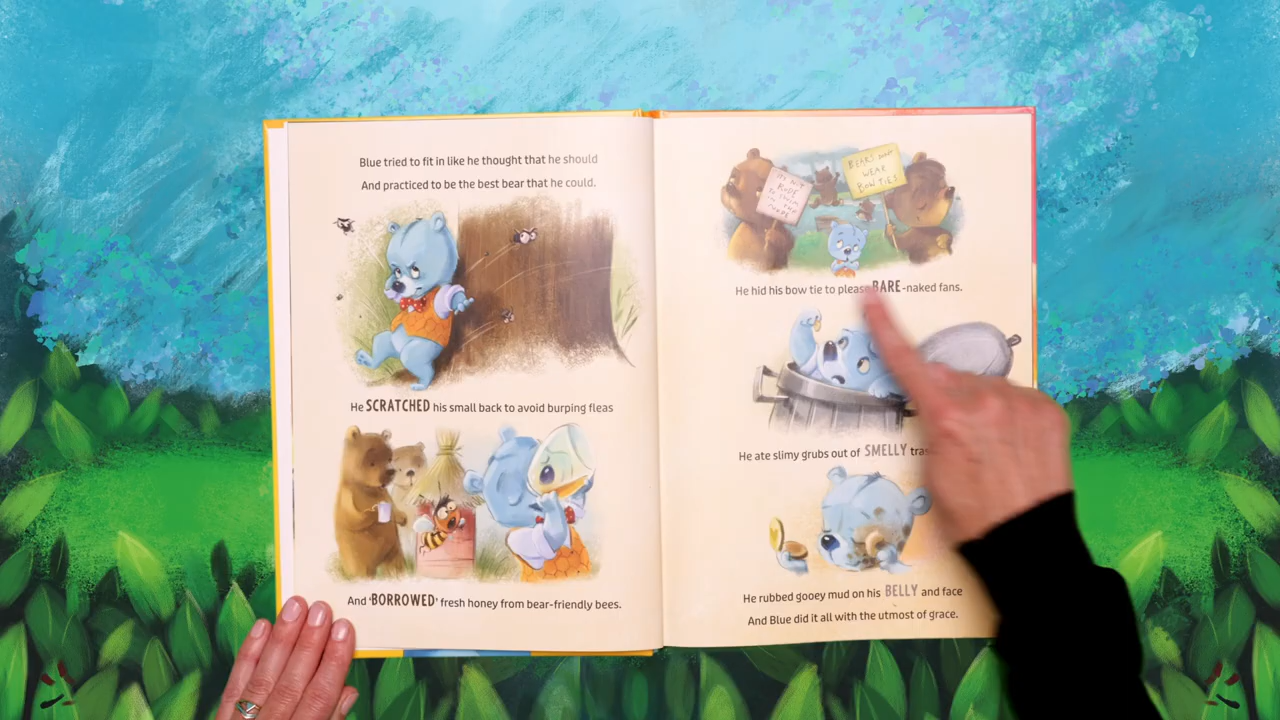 Blue tried to fit in like he thought that he should
And practiced to be the best bear that he could.
He SCRATCHED his small back to avoid burping fleas
And ‘BORROWED’ fresh honey from bear-friendly bees.
BEARS DON'T
WEAR
BOW TIES
IT'S NOT
RUDE
He hid his bow tie to please BARE-naked fans.
He ate slimy grubs out of SMELLY
He rubbed gooey mud on his BELLY and face
And Blue did it all with the utmost of grace.